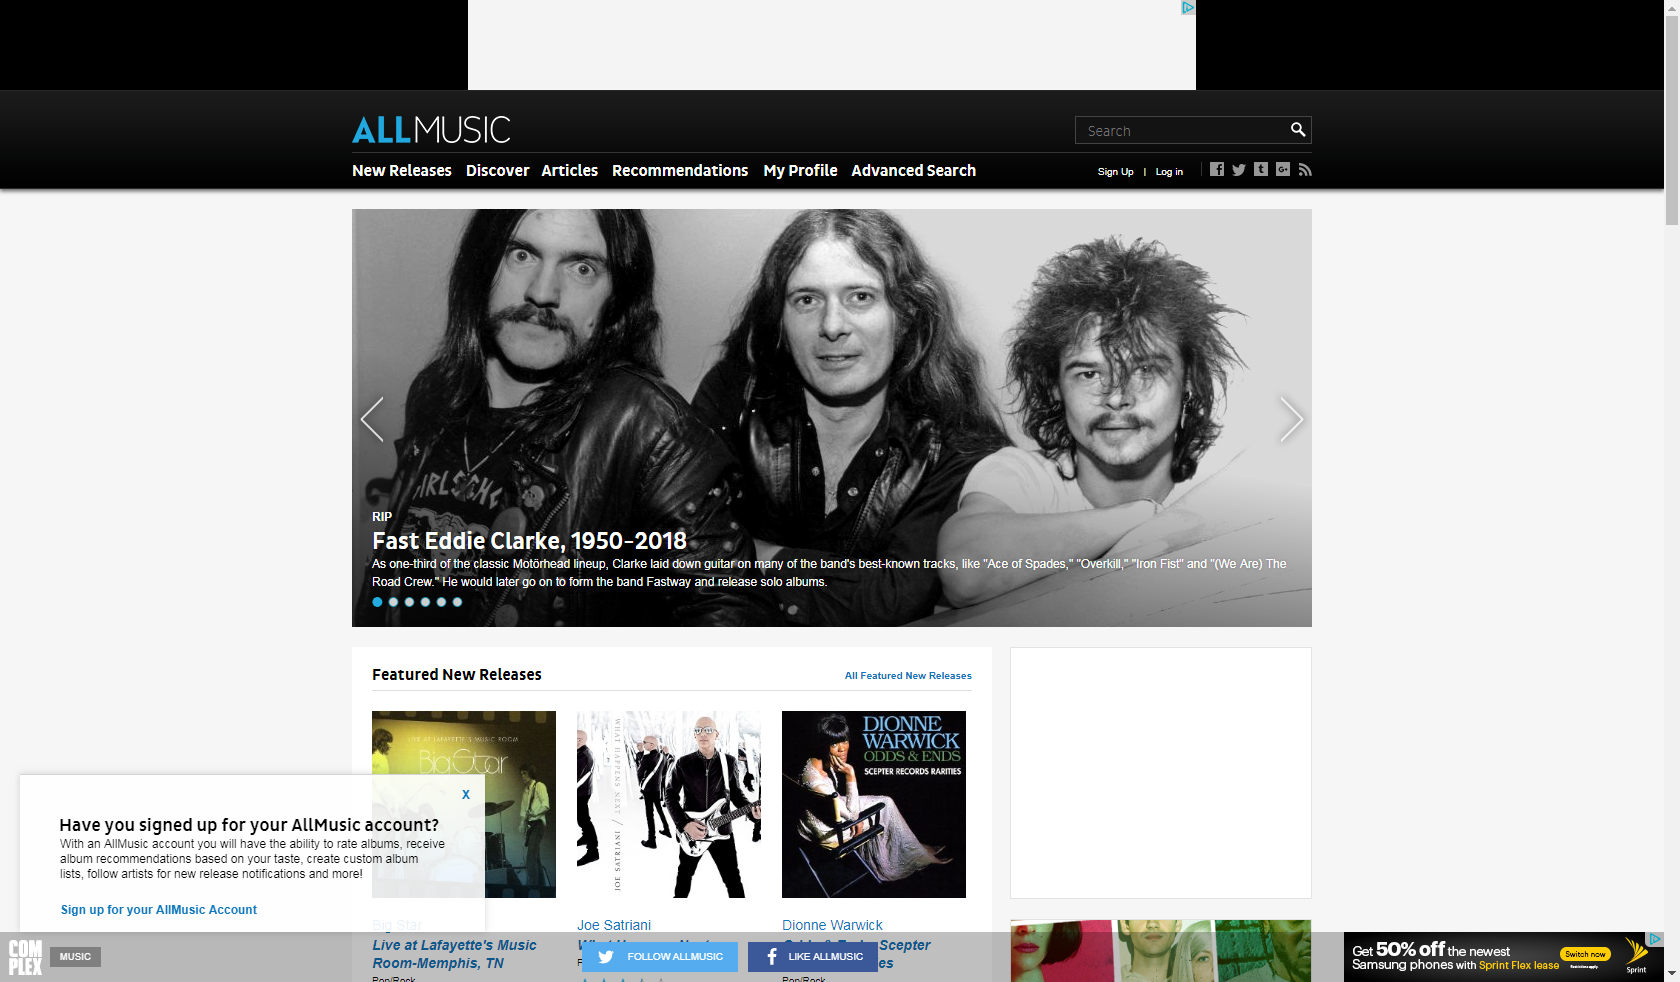 ALLMUSIC
Search
New Releases Discover Articles Recommendations My Profile Advanced Search
Sign Up | Log in
RIP
Fast Eddie Clarke, 1950-2018
As one-third of the classic Motörhead lineup, Clarke laid down guitar on many of the band's best-known tracks, like "Ace of Spades," "Overkill," "Iron Fist" and "(We Are) The
Road Crew." He would later go on to form the band Fastway and release solo albums.
Featured New Releases
All Featured New Releases
LIVE AT LAFAYETTE'S MUSIC ROOM
Big Star
WHAT HAPPENS NEXT / JOE SATRIANI
DIONNE
WARWICK
ODDS & ENDS
SCEPTER RECORDS RARITIES
X
Have you signed up for your AllMusic account?
With an AllMusic account you will have the ability to rate albums, receive
album recommendations based on your taste, create custom album
lists, follow artists for new release notifications and more!
Sign up for your AllMusic Account
Big Star
Live at Lafayette's Music
Room-Memphis, TN
Pop/Rock
Joe Satriani
Dionne Warwick
Scepter
Pop/Rock
COMPLEX
MUSIC
FOLLOW ALLMUSIC
LIKE ALLMUSIC
Get 50% off the newest
Samsung phones with Sprint Flex lease
Switch now
Restrictions apply
Sprint